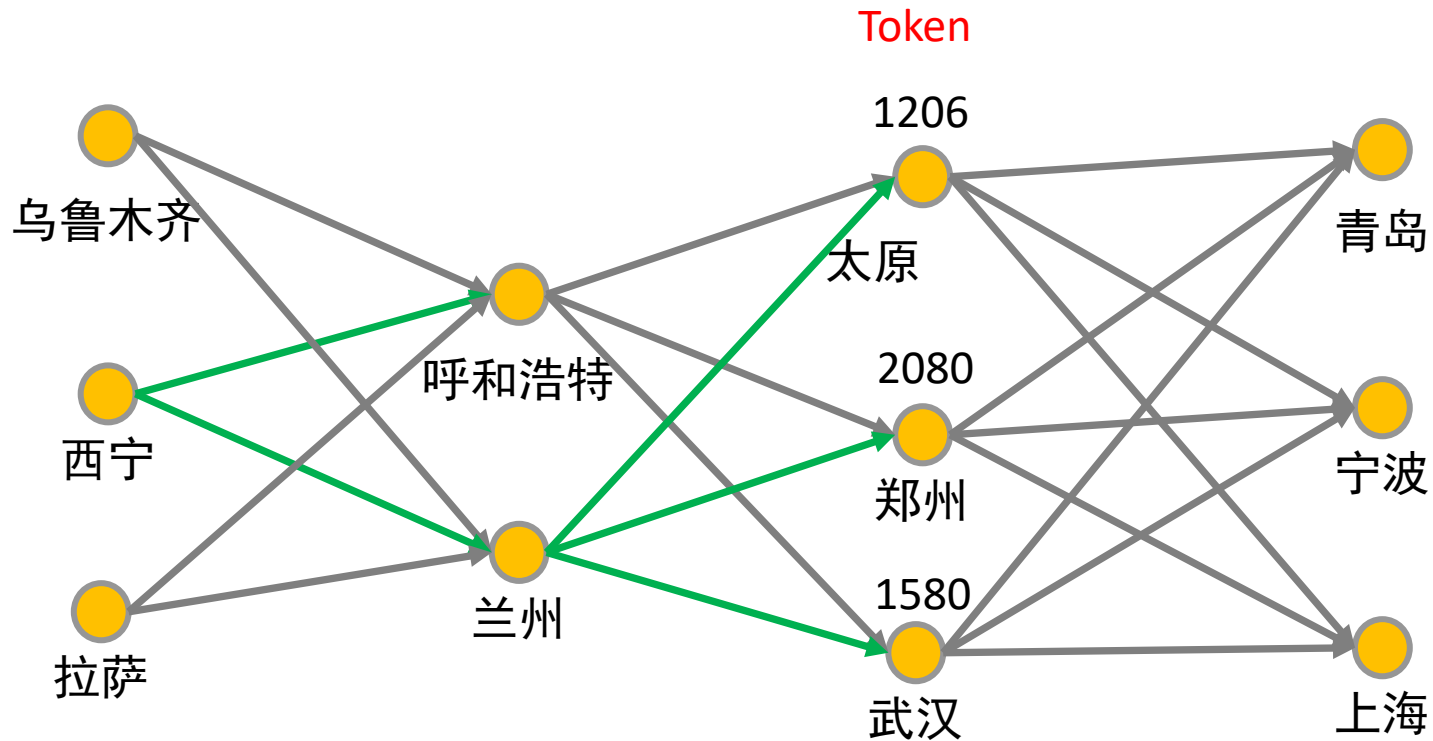 Token
1206
乌鲁木齐
青岛
太原
呼和浩特
2080
西宁
郑州
宁波
1580
兰州
拉萨
武汉
上海